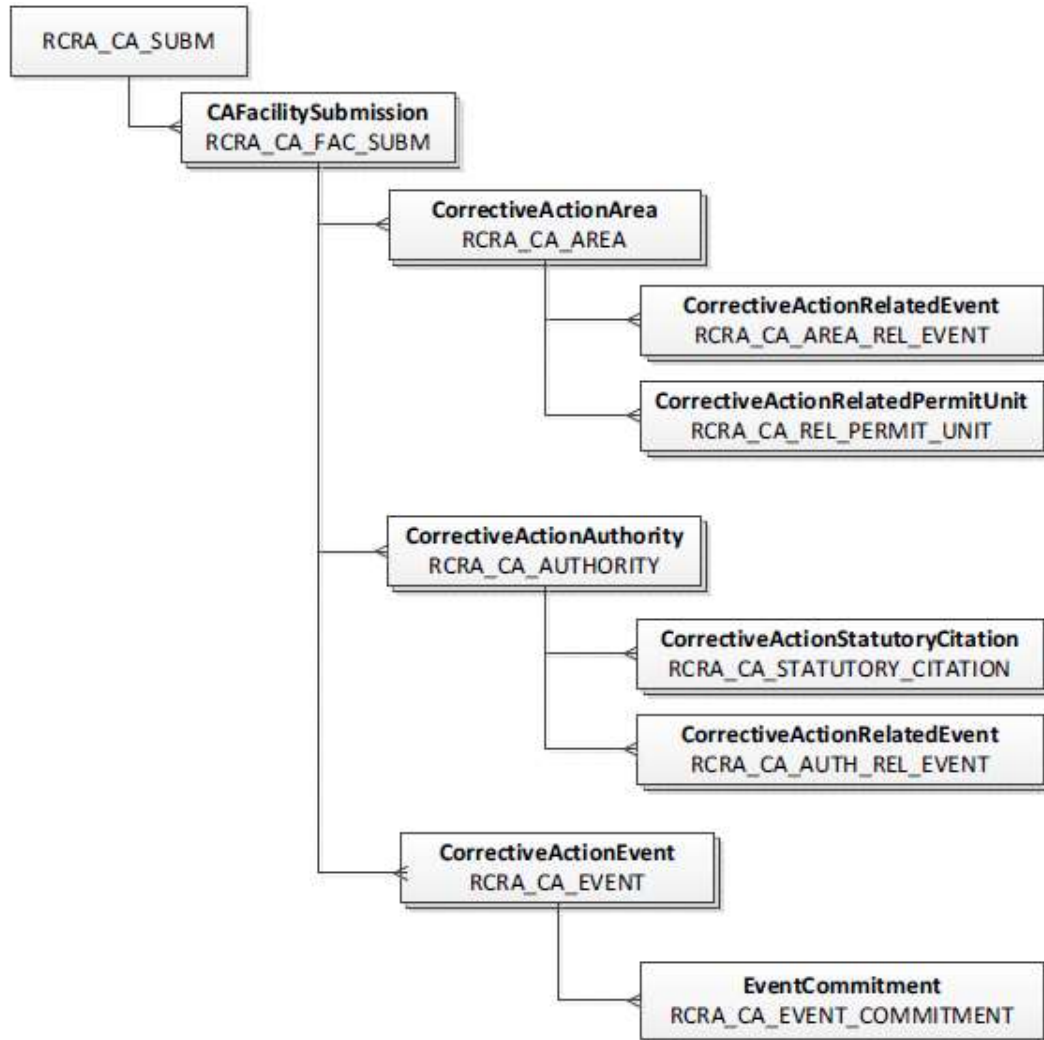 RCRA_CA_SUBM
CAFacilitySubmission
RCRA_CA_FAC_SUBM
CorrectiveActionArea
RCRA_CA_AREA
CorrectiveActionRelatedEvent
RCRA_CA_AREA_REL_EVENT
CorrectiveActionRelatedPermitUnit
RCRA_CA_REL_PERMIT_UNIT
CorrectiveActionAuthority
RCRA_CA_AUTHORITY
CorrectiveActionStatutoryCitation
RCRA_CA_STATUTORY_CITATION
CorrectiveActionRelatedEvent
RCRA_CA_AUTH_REL_EVENT
CorrectiveActionEvent
RCRA_CA_EVENT
EventCommitment
RCRA_CA_EVENT_COMMITMENT